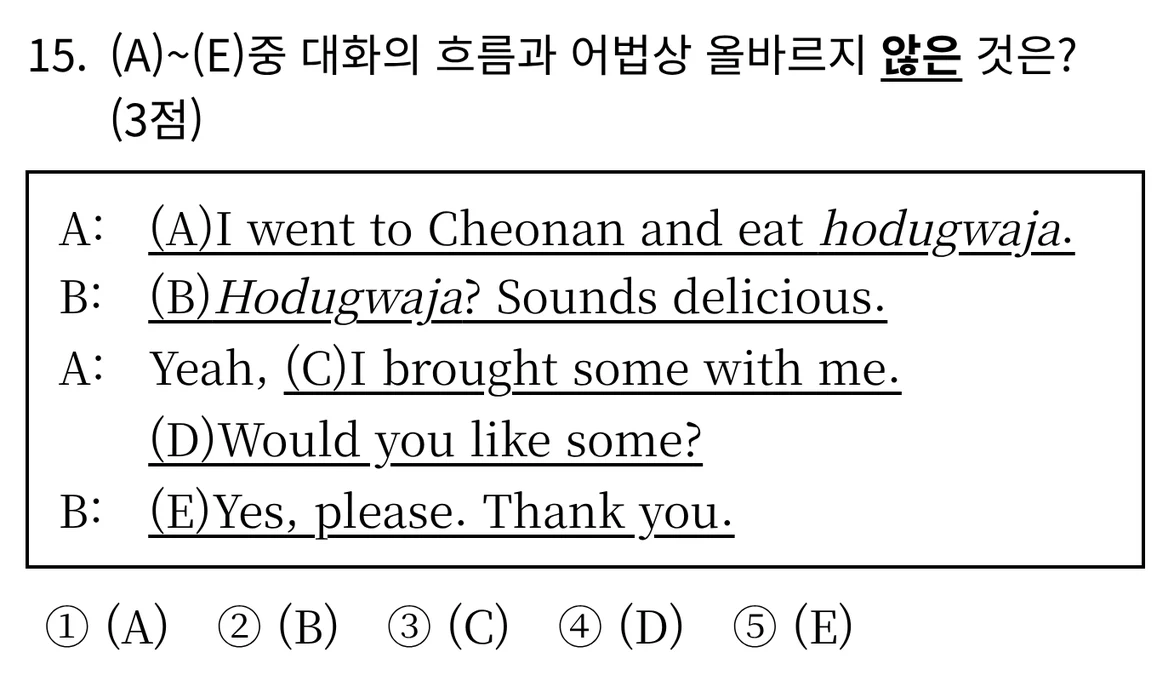 15. (A)~(E)중 대화의 흐름과 어법상 올바르지 않은 것은?
(3점)
A: (A)I went to Cheonan and eat hodugwaja.
B: (B)Hodugwaja? Sounds delicious.
A: Yeah, (C)I brought some with me.
(D)Would you like some?
B: (E)Yes, please. Thank you.
① (A) ② (B) ③ (C) ④ (D) ⑤ (E)